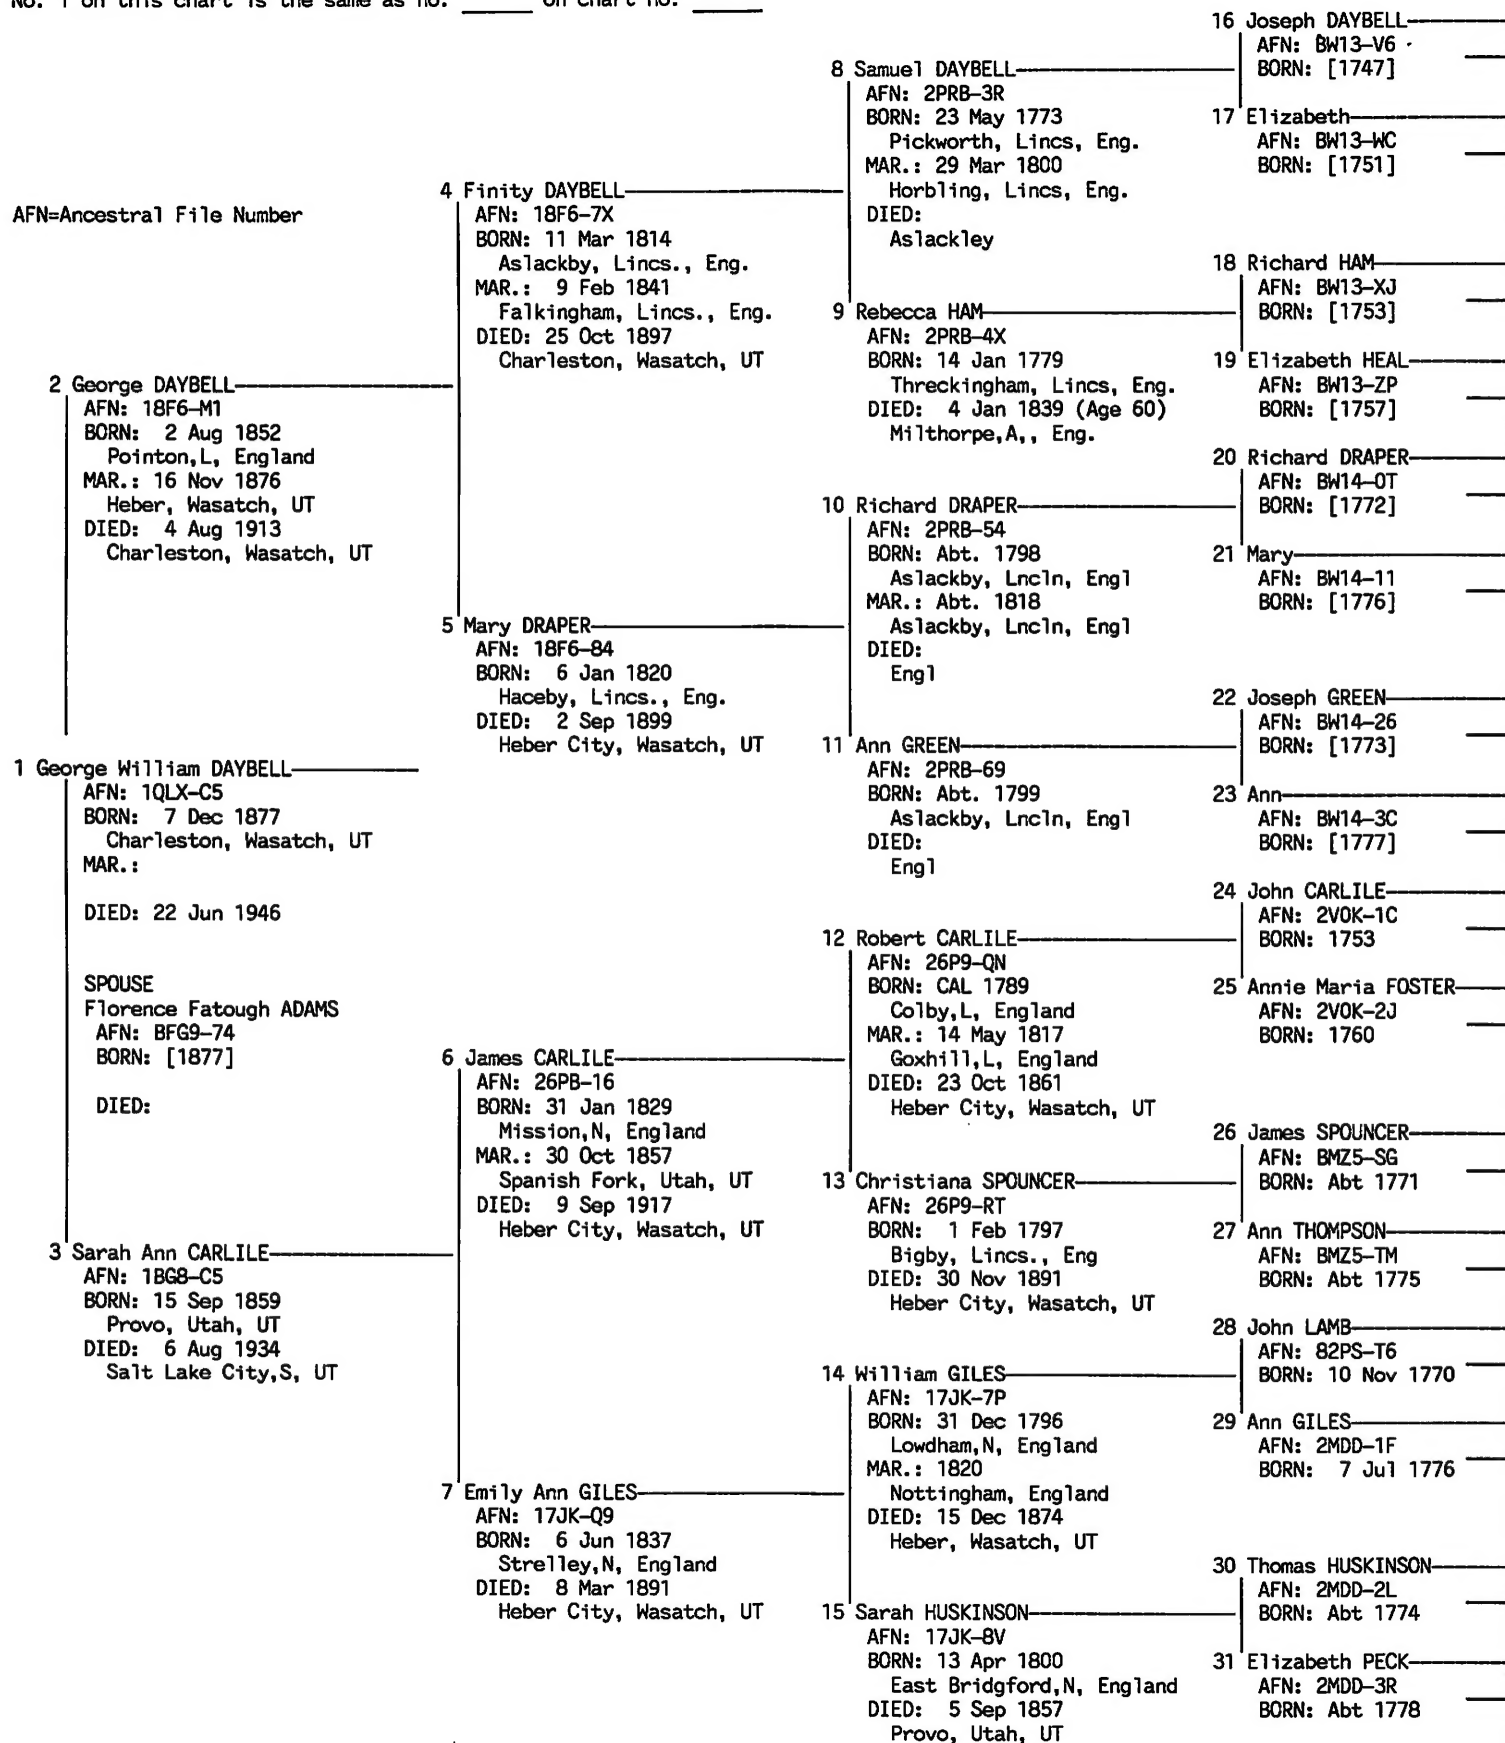 No. 1 on this chart is the same as no. _____ on chart no. _____
AFN=Ancestral File Number
1 George William DAYBELL
AFN: 1QLX-C5
BORN: 7 Dec 1877
Charleston, Wasatch, UT
MAR.:
DIED: 22 Jun 1946
SPOUSE
Florence Fatough ADAMS
AFN: BFG9-74
BORN: [1877]
DIED:
2 George DAYBELL
AFN: 18F6-M1
BORN: 2 Aug 1852
Pointon,L, England
MAR.: 16 Nov 1876
Heber, Wasatch, UT
DIED: 4 Aug 1913
Charleston, Wasatch, UT
3 Sarah Ann CARLILE
AFN: 1BG8-C5
BORN: 15 Sep 1859
Provo, Utah, UT
DIED: 6 Aug 1934
Salt Lake City,S, UT
4 Finity DAYBELL
AFN: 18F6-7X
BORN: 11 Mar 1814
Aslackby, Lincs., Eng.
MAR.: 9 Feb 1841
Falkingham, Lincs., Eng.
DIED: 25 Oct 1897
Charleston, Wasatch, UT
5 Mary DRAPER
AFN: 18F6-84
BORN: 6 Jan 1820
Haceby, Lincs., Eng.
DIED: 2 Sep 1899
Heber City, Wasatch, UT
6 James CARLILE
AFN: 26PB-16
BORN: 31 Jan 1829
Mission,N, England
MAR.: 30 Oct 1857
Spanish Fork, Utah, UT
DIED: 9 Sep 1917
Heber City, Wasatch, UT
7 Emily Ann GILES
AFN: 17JK-Q9
BORN: 6 Jun 1837
Strelley,N, England
DIED: 8 Mar 1891
Heber City, Wasatch, UT
8 Samuel DAYBELL
AFN: 2PRB-3R
BORN: 23 May 1773
Pickworth, Lincs, Eng.
MAR.: 29 Mar 1800
Horbling, Lincs, Eng.
DIED:
Aslackley
9 Rebecca HAM
AFN: 2PRB-4X
BORN: 14 Jan 1779
Threckingham, Lincs, Eng.
DIED: 4 Jan 1839 (Age 60)
Milthorpe,A,, Eng.
10 Richard DRAPER
AFN: 2PRB-54
BORN: Abt. 1798
Aslackby, Lncln, Engl
MAR.: Abt. 1818
Aslackby, Lncln, Engl
DIED:
Engl
11 Ann GREEN
AFN: 2PRB-69
BORN: Abt. 1799
Aslackby, Lncln, Engl
DIED:
Engl
12 Robert CARLILE
AFN: 26P9-QN
BORN: CAL 1789
Colby,L, England
MAR.: 14 May 1817
Goxhill,L, England
DIED: 23 Oct 1861
Heber City, Wasatch, UT
13 Christiana SPOUNCER
AFN: 26P9-RT
BORN: 1 Feb 1797
Bigby, Lincs., Eng
DIED: 30 Nov 1891
Heber City, Wasatch, UT
14 William GILES
AFN: 17JK-7P
BORN: 31 Dec 1796
Lowdham,N, England
MAR.: 1820
Nottingham, England
DIED: 15 Dec 1874
Heber, Wasatch, UT
15 Sarah HUSKINSON
AFN: 17JK-8V
BORN: 13 Apr 1800
East Bridgford,N, England
DIED: 5 Sep 1857
Provo, Utah, UT
16 Joseph DAYBELL
AFN: BW13-V6
BORN: [1747]
17 Elizabeth
AFN: BW13-WC
BORN: [1751]
18 Richard HAM
AFN: BW13-XJ
BORN: [1753]
19 Elizabeth HEAL
AFN: BW13-ZP
BORN: [1757]
20 Richard DRAPER
AFN: BW14-0T
BORN: [1772]
21 Mary
AFN: BW14-11
BORN: [1776]
22 Joseph GREEN
AFN: BW14-26
BORN: [1773]
23 Ann
AFN: BW14-3C
BORN: [1777]
24 John CARLILE
AFN: 2V0K-1C
BORN: 1753
25 Annie Maria FOSTER
AFN: 2V0K-2J
BORN: 1760
26 James SPOUNCER
AFN: BMZ5-SG
BORN: Abt 1771
27 Ann THOMPSON
AFN: BMZ5-TM
BORN: Abt 1775
28 John LAMB
AFN: 82PS-T6
BORN: 10 Nov 1770
29 Ann GILES
AFN: 2MDD-1F
BORN: 7 Jul 1776
30 Thomas HUSKINSON
AFN: 2MDD-2L
BORN: Abt 1774
31 Elizabeth PECK
AFN: 2MDD-3R
BORN: Abt 1778